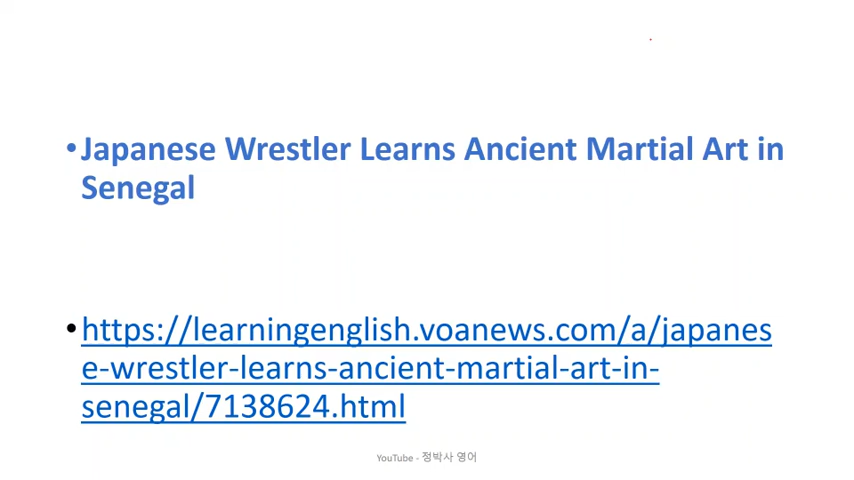 •Japanese Wrestler Learns Ancient Martial Art in
Senegal
•https://learningenglish.voanews.com/a/japanes
e-wrestler-learns-ancient-martial-art-in-
senegal/7138624.html
YouTube - 정박사 영어